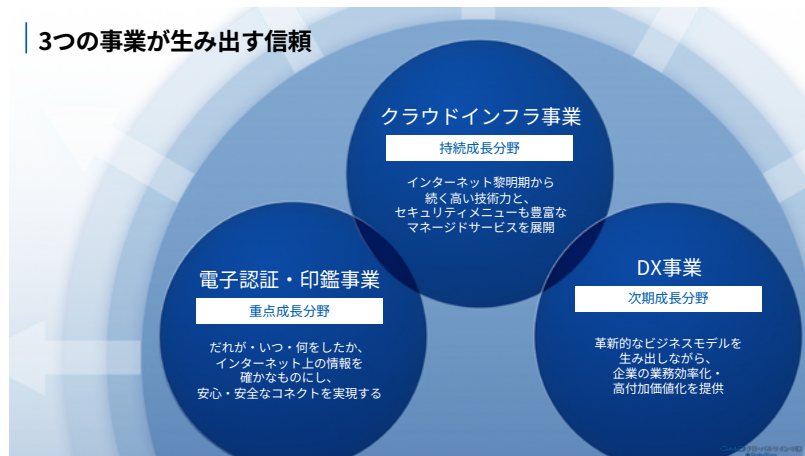 3つの事業が生み出す信頼
クラウドインフラ事業
持続成長分野
インターネット黎明期から
続く高い技術力と、
セキュリティメニューも豊富な
マネージドサービスを展開
電子認証・印鑑事業
重点成長分野
だれが・いつ・何をしたか、
インターネット上の情報を
確かなものにし、
安心・安全なコネクトを実現する
DX事業
次期成長分野
革新的なビジネスモデルを
生み出しながら、
企業の業務効率化・
高付加価値化を提供